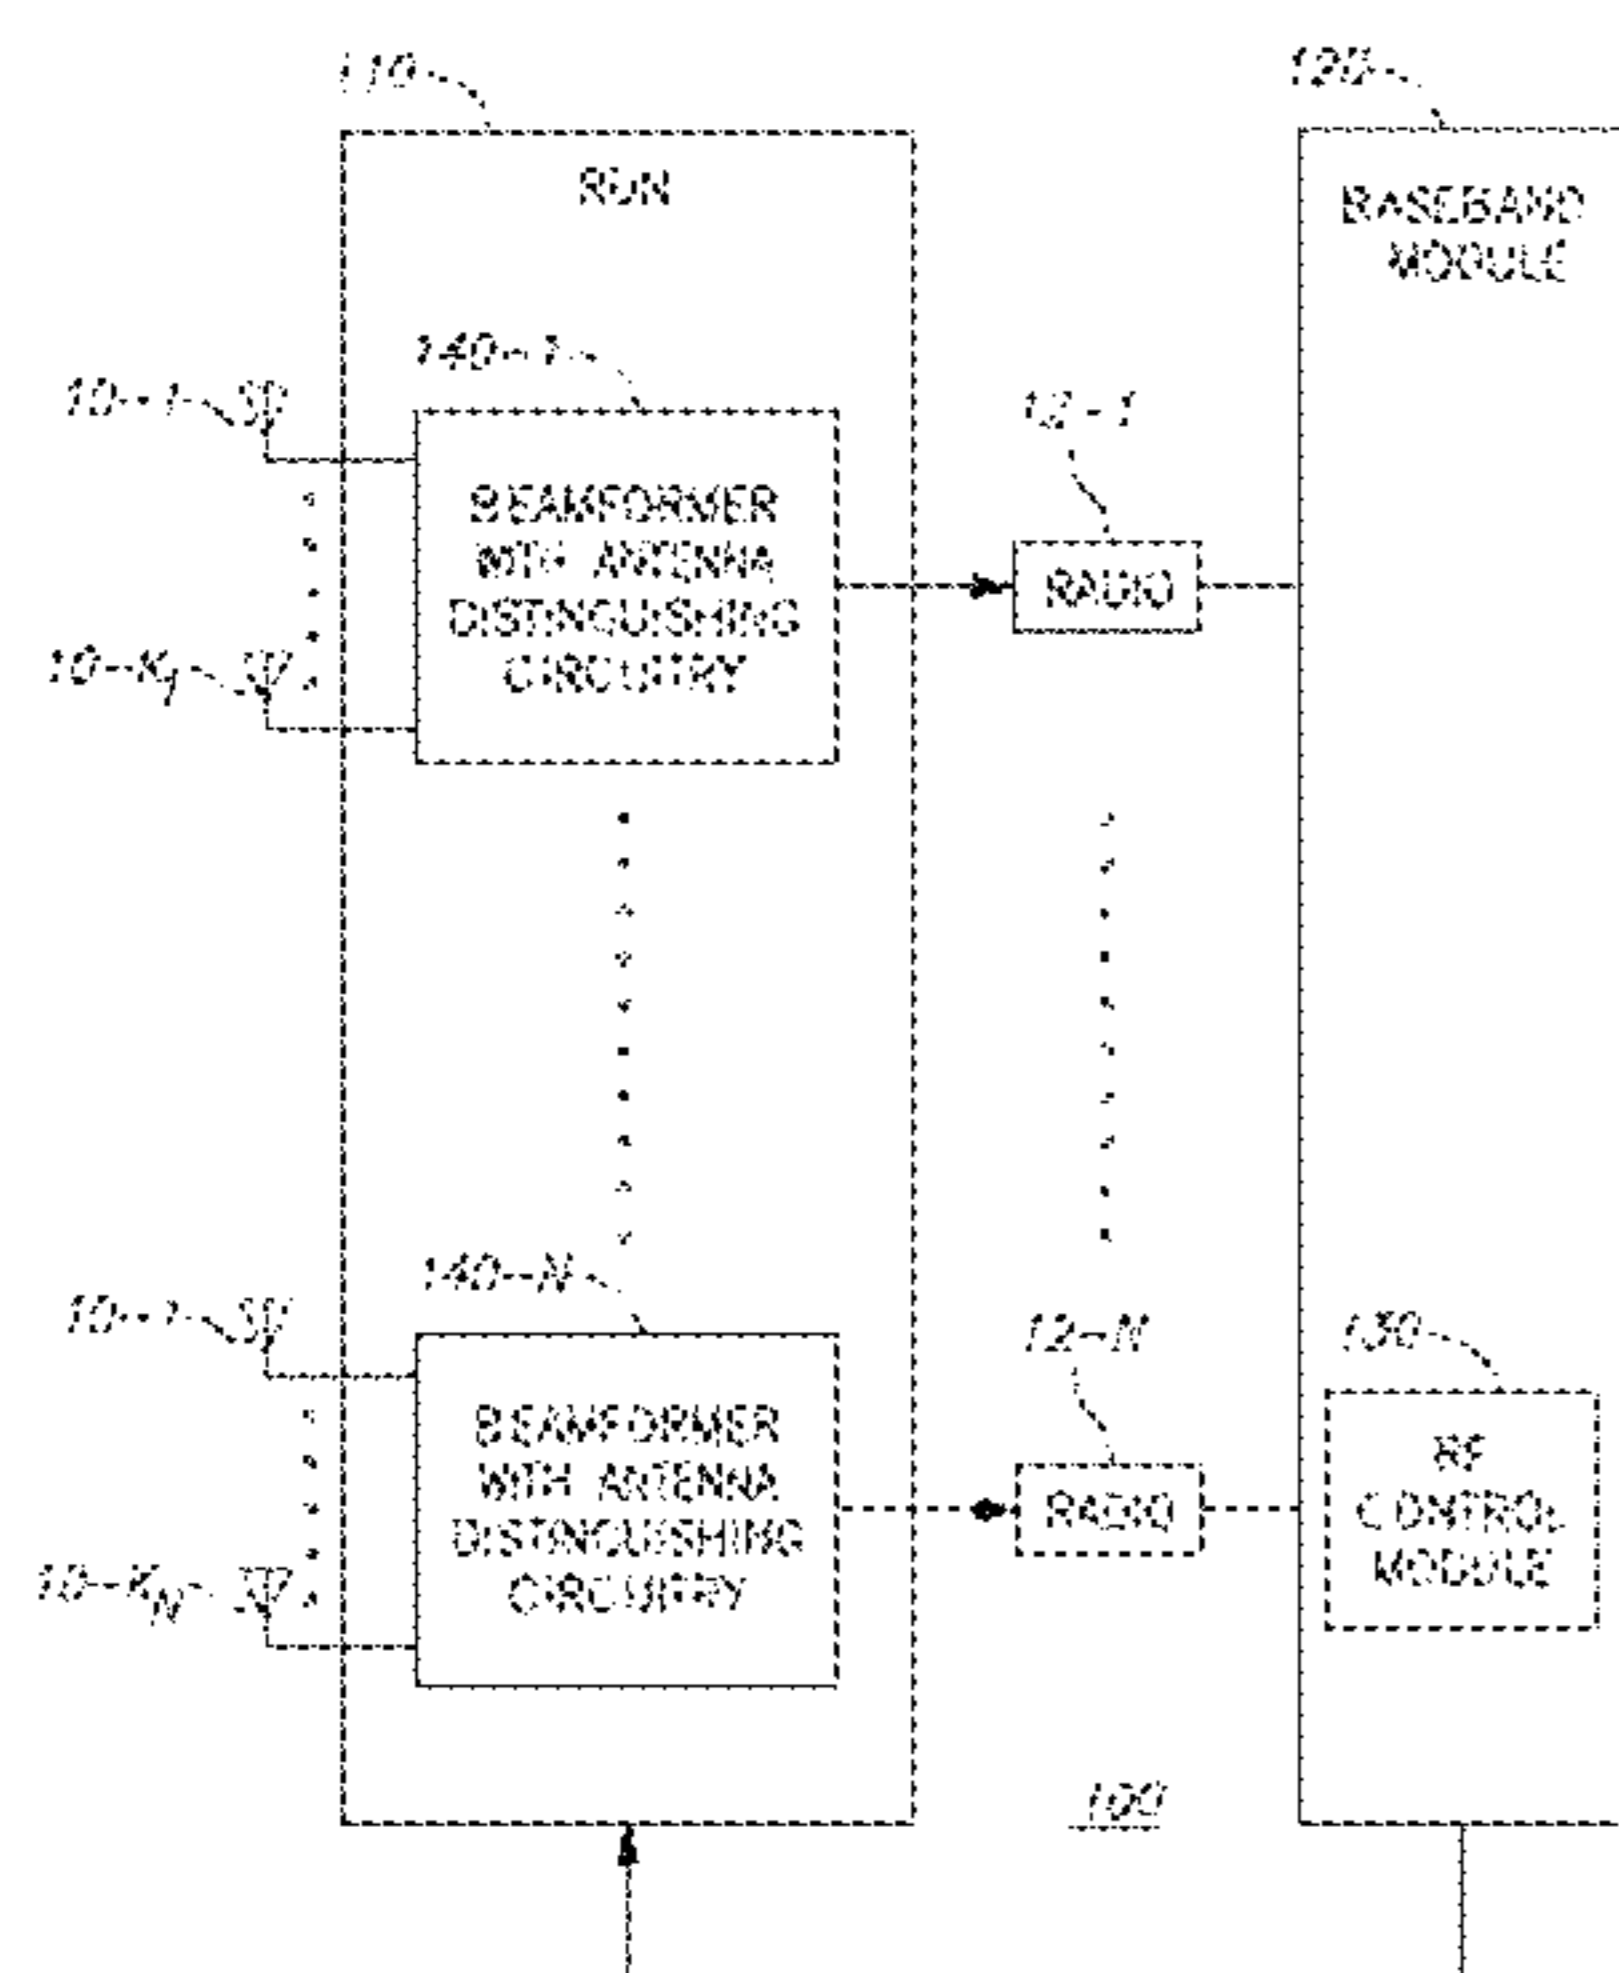 110
120
RDN
BASEBAND
MODULE
140-1
10-1
12-1
BEAMFORMER
WITH ANTENNA
DISTINGUISHING
CIRCUITRY
RADIO
10-K1
140-N
10-1
12-N
130
BEAMFORMER
WITH ANTENNA
DISTINGUISHING
CIRCUITRY
RADIO
RF
CONTROL
MODULE
10-KN
100